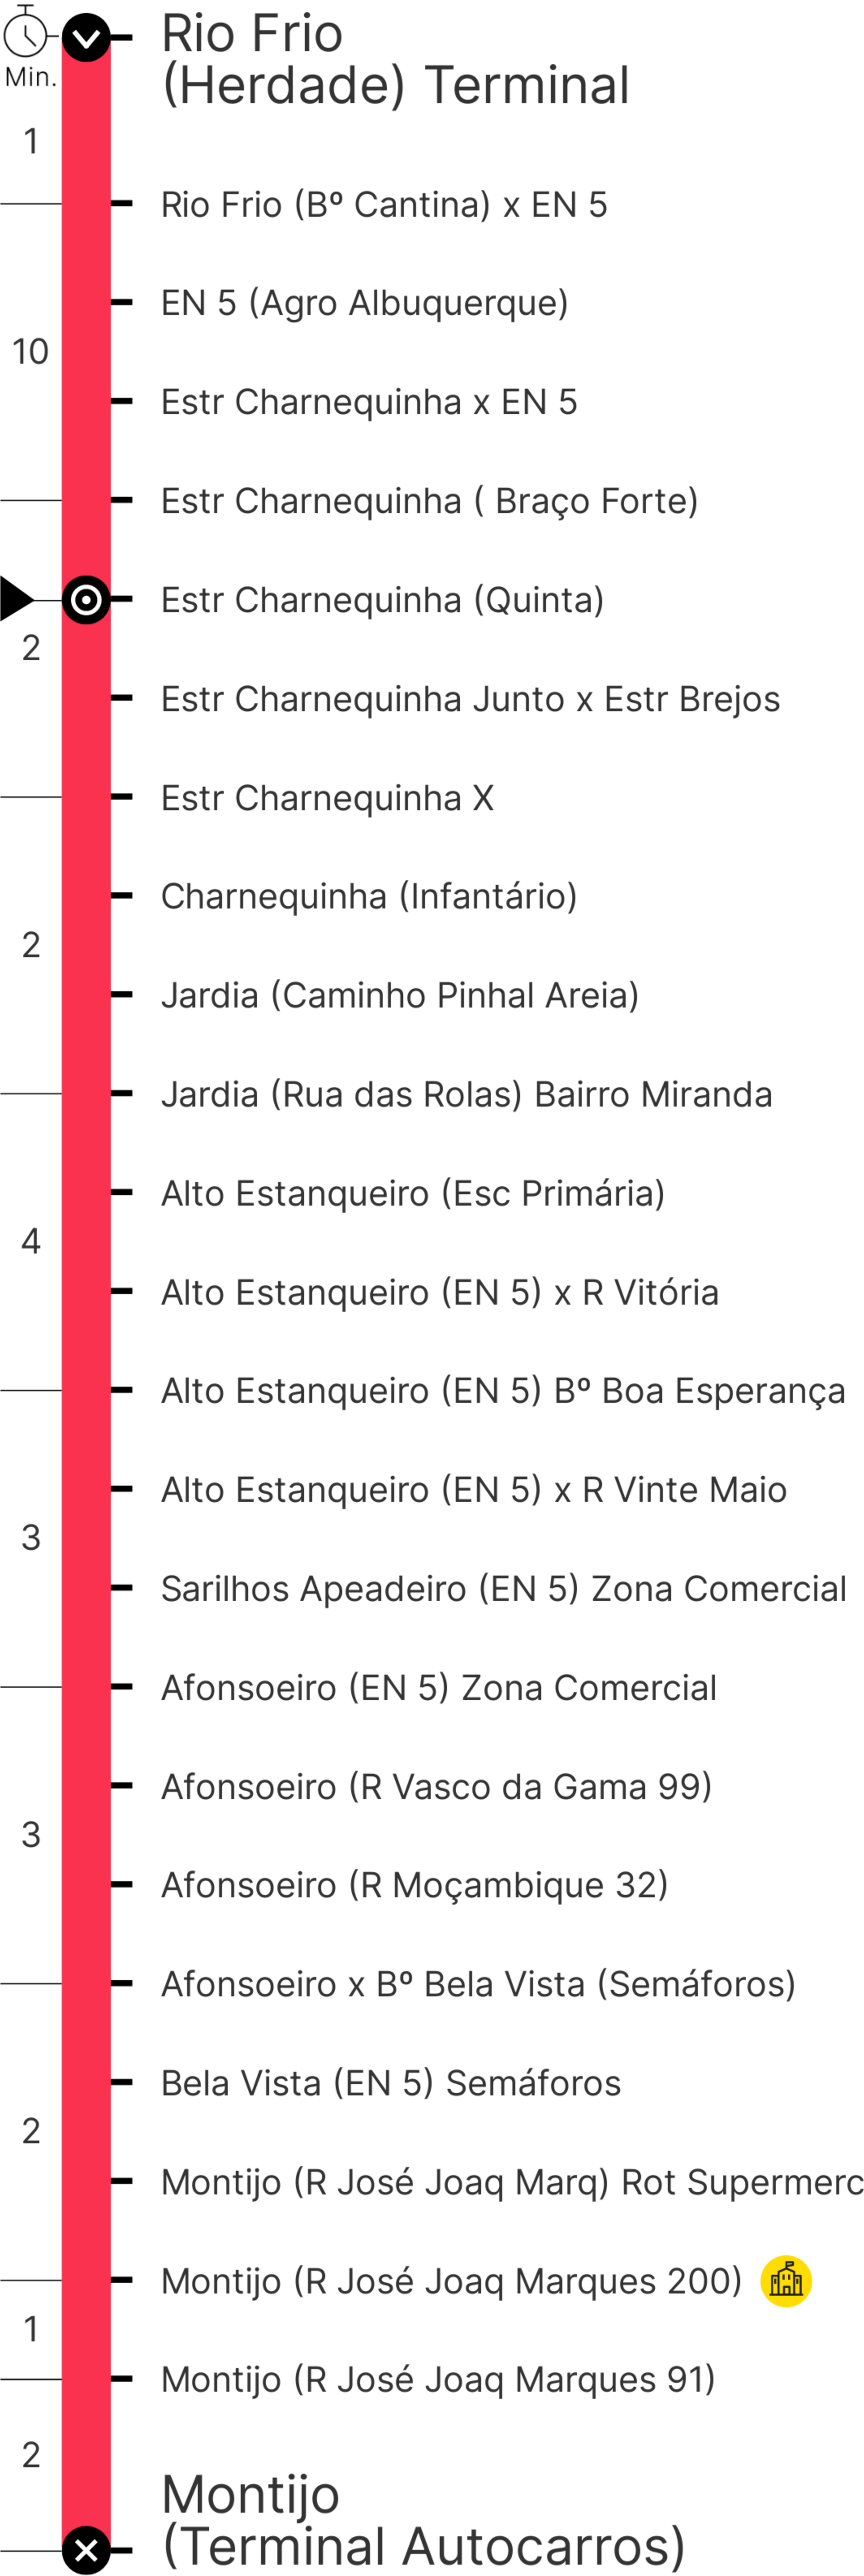 Rio Frio
(Herdade) Terminal
Min.
1
Rio Frio (Bº Cantina) x EN 5
EN 5 (Agro Albuquerque)
10
Estr Charnequinha x EN 5
Estr Charnequinha ( Braço Forte)
Estr Charnequinha (Quinta)
2
Estr Charnequinha Junto x Estr Brejos
Estr Charnequinha X
Charnequinha (Infantário)
2
Jardia (Caminho Pinhal Areia)
Jardia (Rua das Rolas) Bairro Miranda
Alto Estanqueiro (Esc Primária)
4
Alto Estanqueiro (EN 5) x R Vitória
Alto Estanqueiro (EN 5) Bº Boa Esperança
Alto Estanqueiro (EN 5) x R Vinte Maio
3
Sarilhos Apeadeiro (EN 5) Zona Comercial
Afonsoeiro (EN 5) Zona Comercial
Afonsoeiro (R Vasco da Gama 99)
3
Afonsoeiro (R Moçambique 32)
Afonsoeiro x Bº Bela Vista (Semáforos)
Bela Vista (EN 5) Semáforos
2
Montijo (R José Joaq Marq) Rot Supermerc
Montijo (R José Joaq Marques 200)
1
Montijo (R José Joaq Marques 91)
2
Montijo
(Terminal Autocarros)